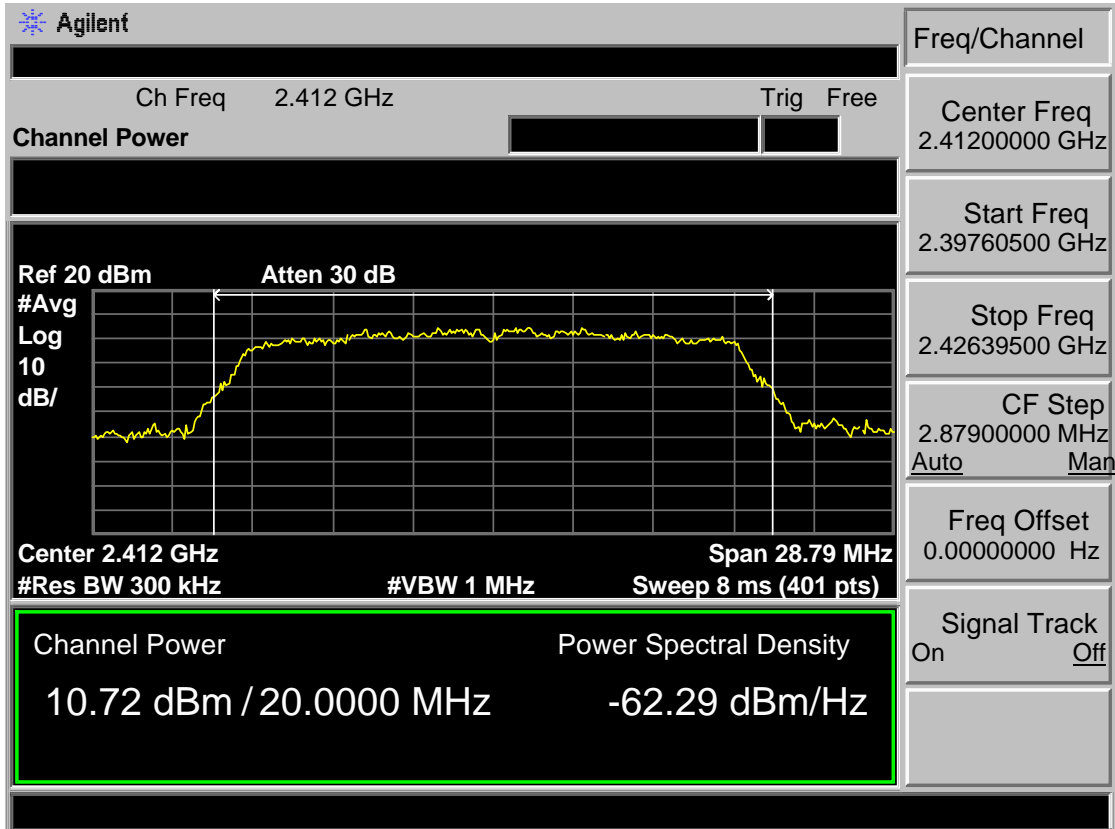 Agilent
Freq/Channel
Ch Freq 2.412 GHz Trig Free
Channel Power
Center Freq
2.41200000 GHz
Start Freq
2.39760500 GHz
Stop Freq
2.42639500 GHz
CF Step
2.87900000 MHz
Auto Man
Freq Offset
0.00000000 Hz
Signal Track
On Off
Ref 20 dBm Atten 30 dB
#Avg
Log
10
dB/
Center 2.412 GHz Span 28.79 MHz
#Res BW 300 kHz #VBW 1 MHz Sweep 8 ms (401 pts)
Channel Power Power Spectral Density
10.72 dBm / 20.0000 MHz -62.29 dBm/Hz